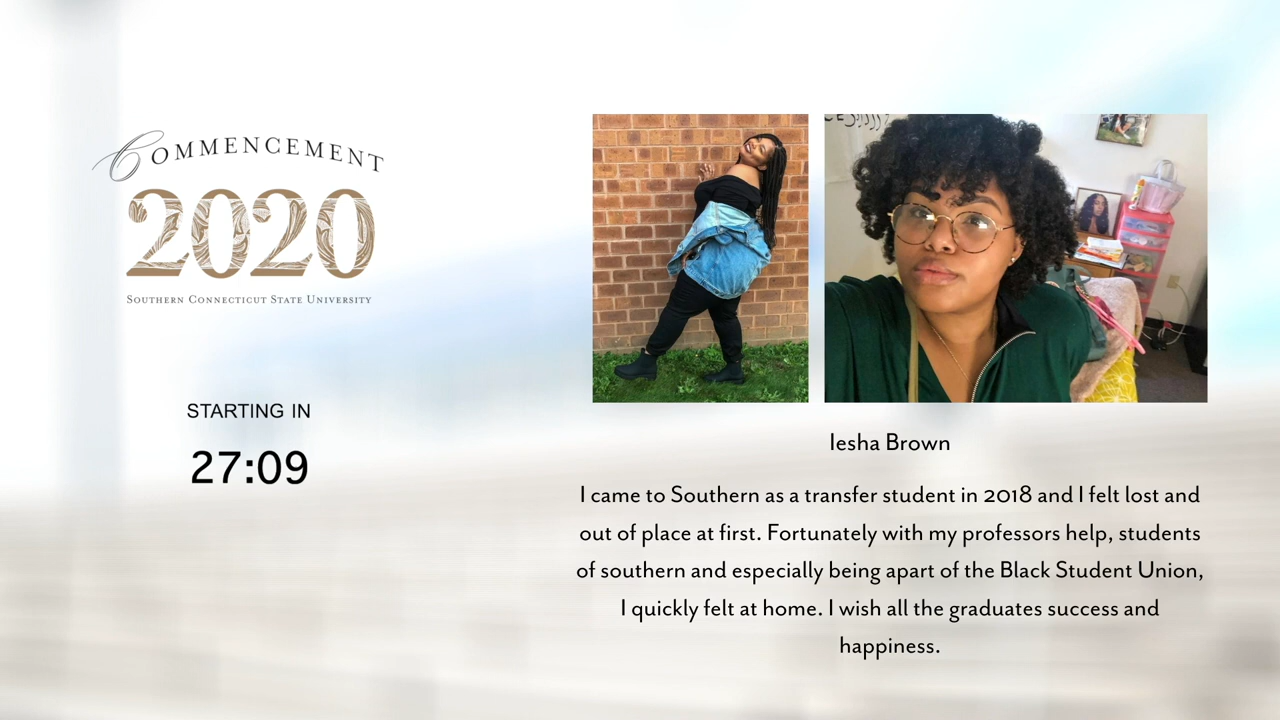 COMMENCEMENT
2020
SOUTHERN CONNECTICUT STATE UNIVERSITY
STARTING IN
27:09
Iesha Brown
I came to Southern as a transfer student in 2018 and I felt lost and
out of place at first. Fortunately with my professors help, students
of southern and especially being apart of the Black Student Union,
I quickly felt at home. I wish all the graduates success and
happiness.